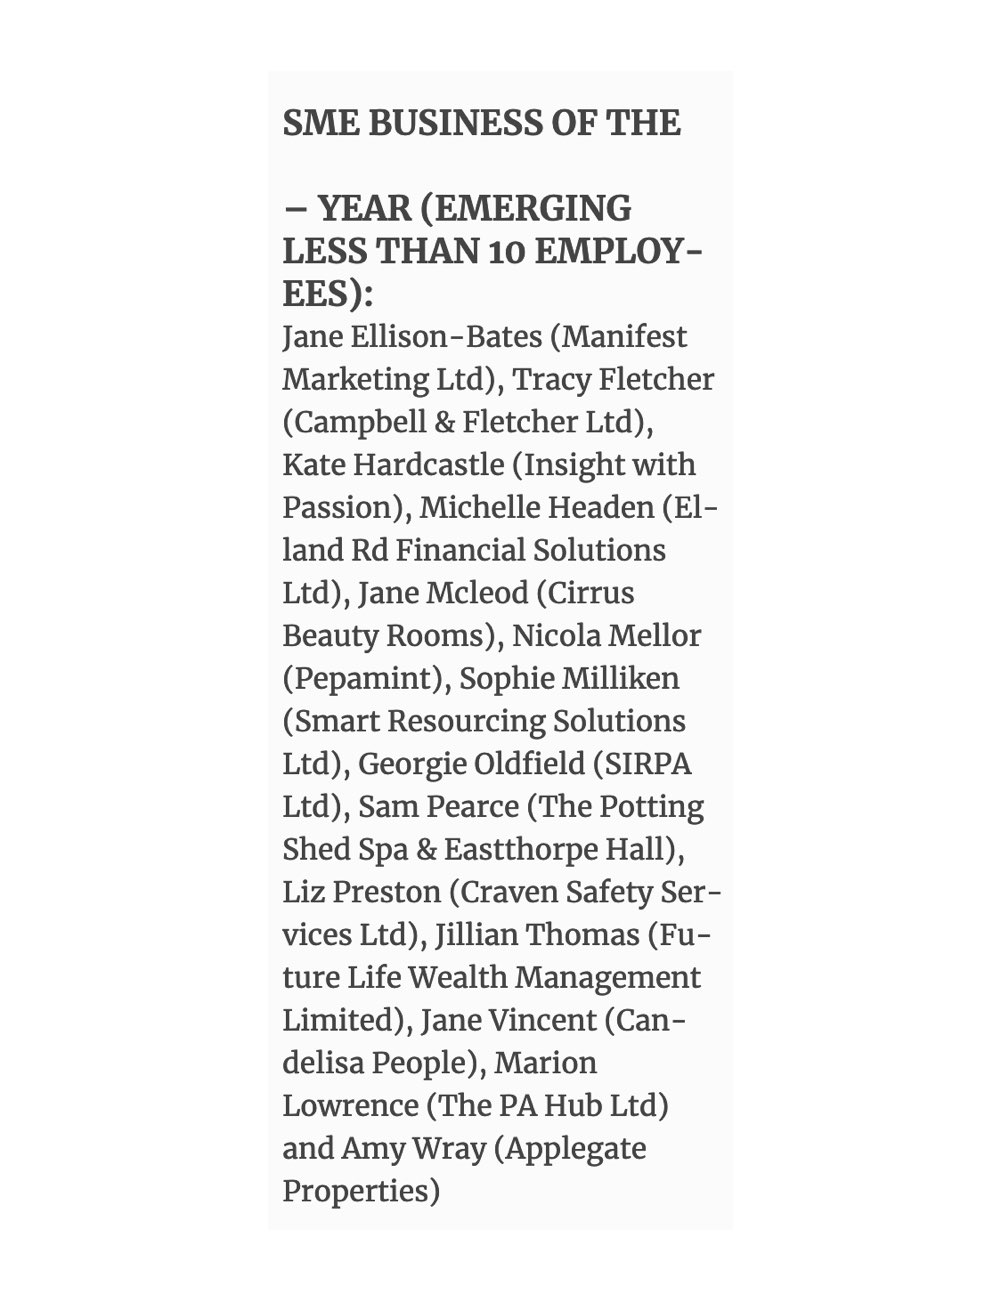 SME BUSINESS OF THE
– YEAR (EMERGING
LESS THAN 10 EMPLOY-
EES):
Jane Ellison-Bates (Manifest
Marketing Ltd), Tracy Fletcher
(Campbell & Fletcher Ltd),
Kate Hardcastle (Insight with
Passion), Michelle Headen (El-
land Rd Financial Solutions
Ltd), Jane Mcleod (Cirrus
Beauty Rooms), Nicola Mellor
(Pepamint), Sophie Milliken
(Smart Resourcing Solutions
Ltd), Georgie Oldfield (SIRPA
Ltd), Sam Pearce (The Potting
Shed Spa & Eastthorpe Hall),
Liz Preston (Craven Safety Ser-
vices Ltd), Jillian Thomas (Fu-
ture Life Wealth Management
Limited), Jane Vincent (Can-
delisa People), Marion
Lowrence (The PA Hub Ltd)
and Amy Wray (Applegate
Properties)